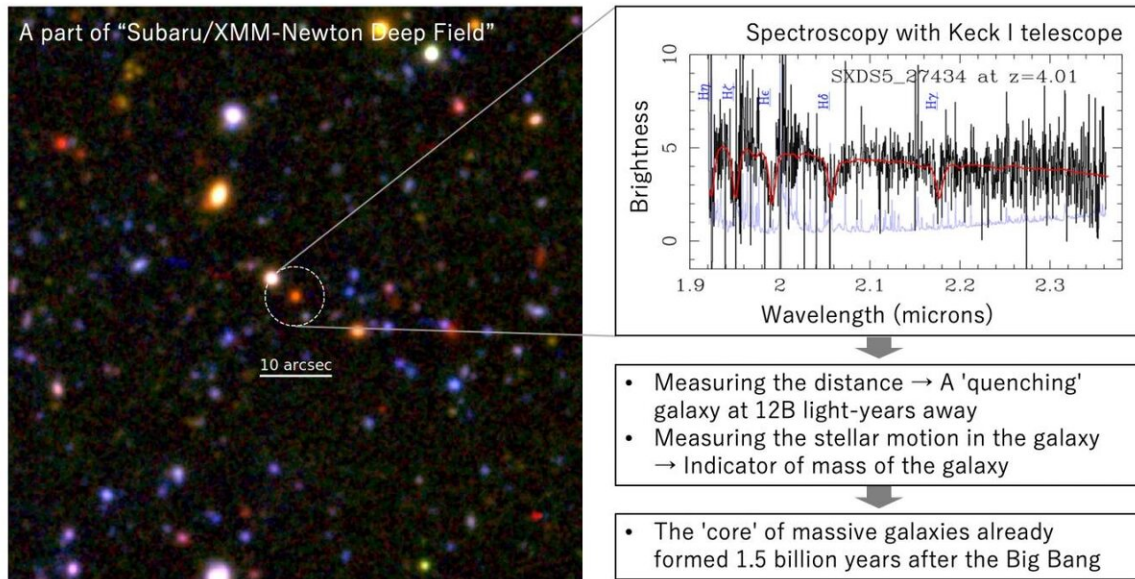 A part of “Subaru/XMM-Newton Deep Field”
10 arcsec
Spectroscopy with Keck I telescope
SXDS5_27434 at z=4.01
Hη Hζ Hϵ Hδ Hγ
Brightness
10
5
0
1.9 2 2.1 2.2 2.3
Wavelength (microns)
• Measuring the distance → A 'quenching'
galaxy at 12B light-years away
• Measuring the stellar motion in the galaxy
→ Indicator of mass of the galaxy
• The 'core' of massive galaxies already
formed 1.5 billion years after the Big Bang